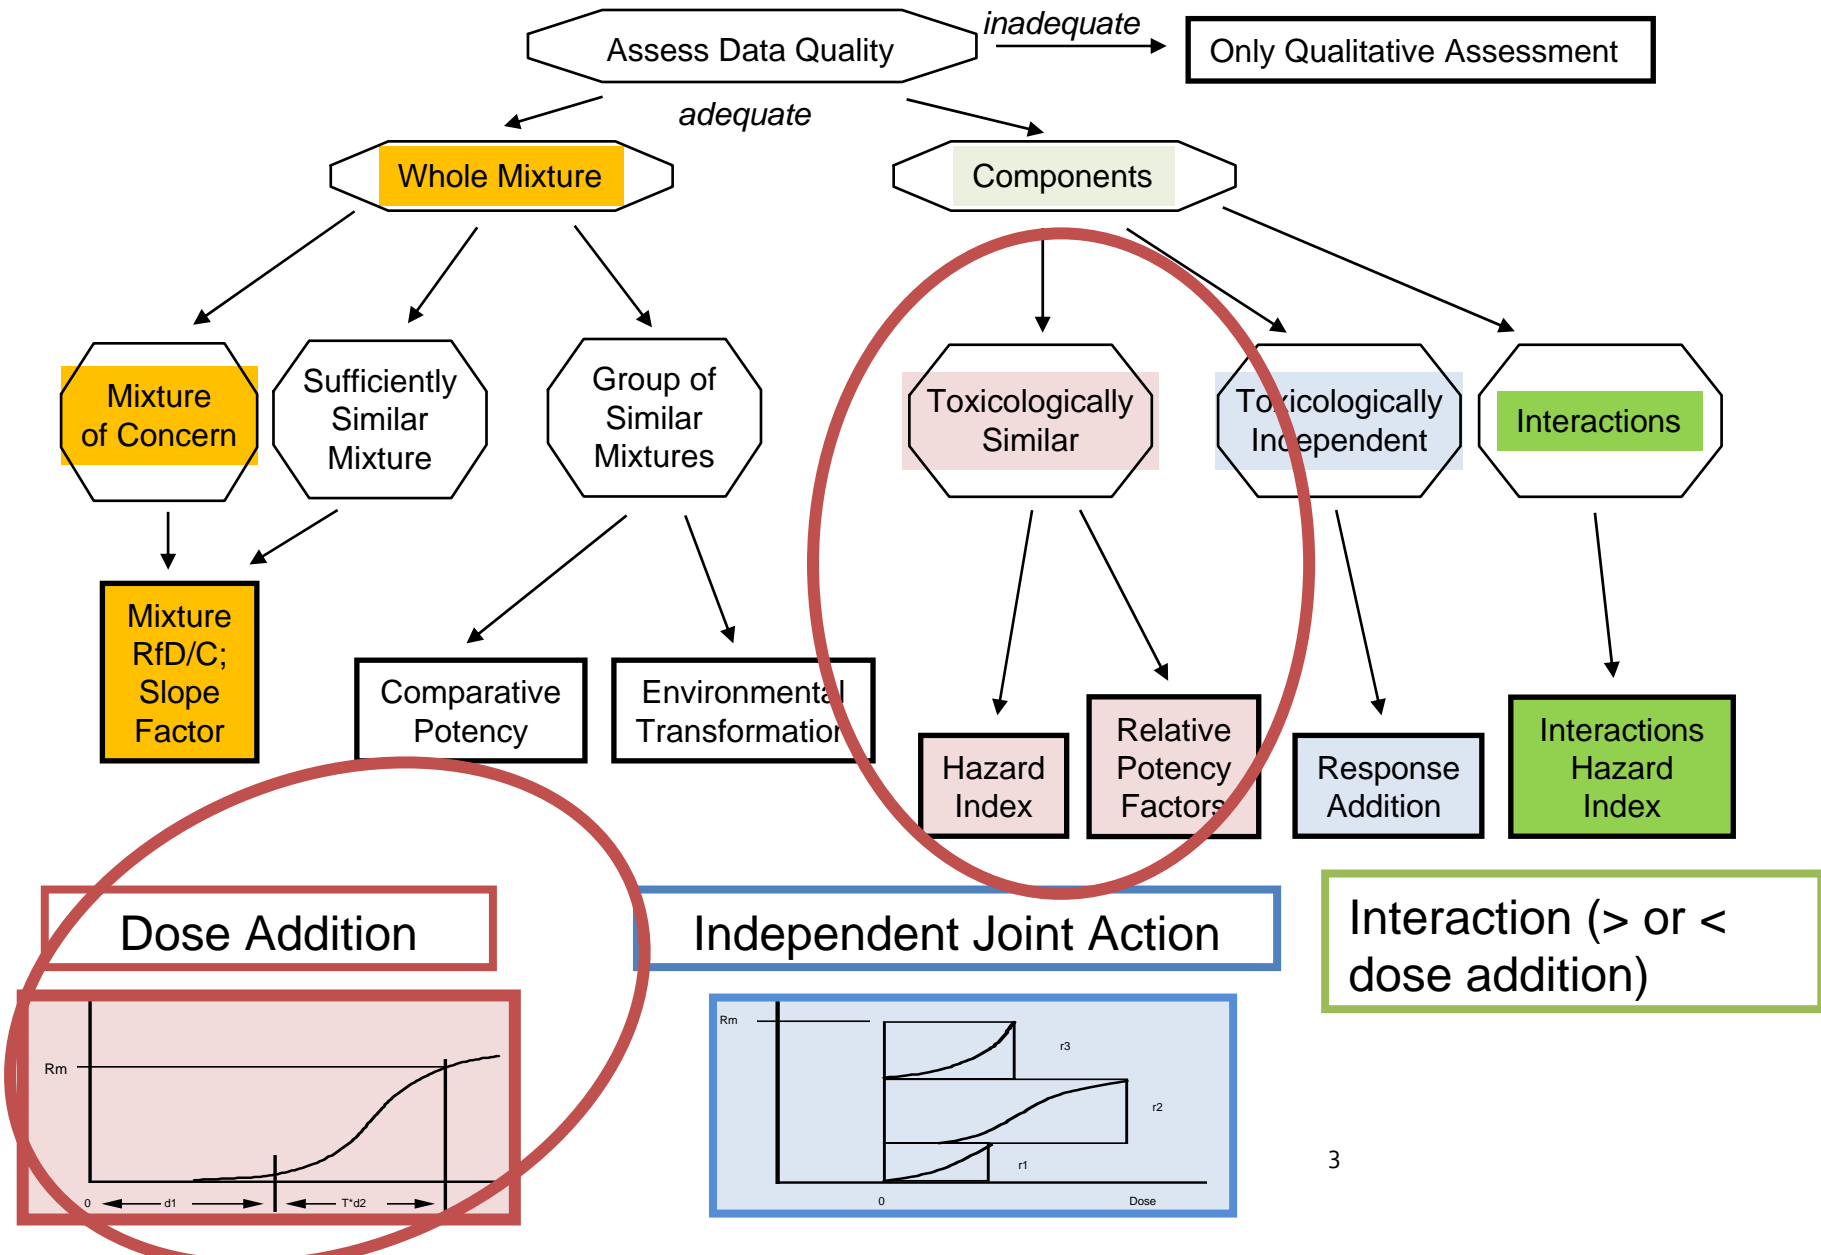 inadequate
Assess Data Quality
Only Qualitative Assessment
adequate
Whole Mixture
Components
Mixture
of Concern
Sufficiently
Similar
Mixture
Group of
Similar
Mixtures
Toxicologically
Similar
Toxicologically
Independent
Interactions
Mixture
RfD/C;
Slope
Factor
Comparative
Potency
Environmental
Transformation
Hazard
Index
Relative
Potency
Factors
Response
Addition
Interactions
Hazard
Index
Dose Addition
Independent Joint Action
Interaction (> or <
dose addition)
Rm
0
d1
T*d2
Rm
r3
r2
r1
0
Dose
3